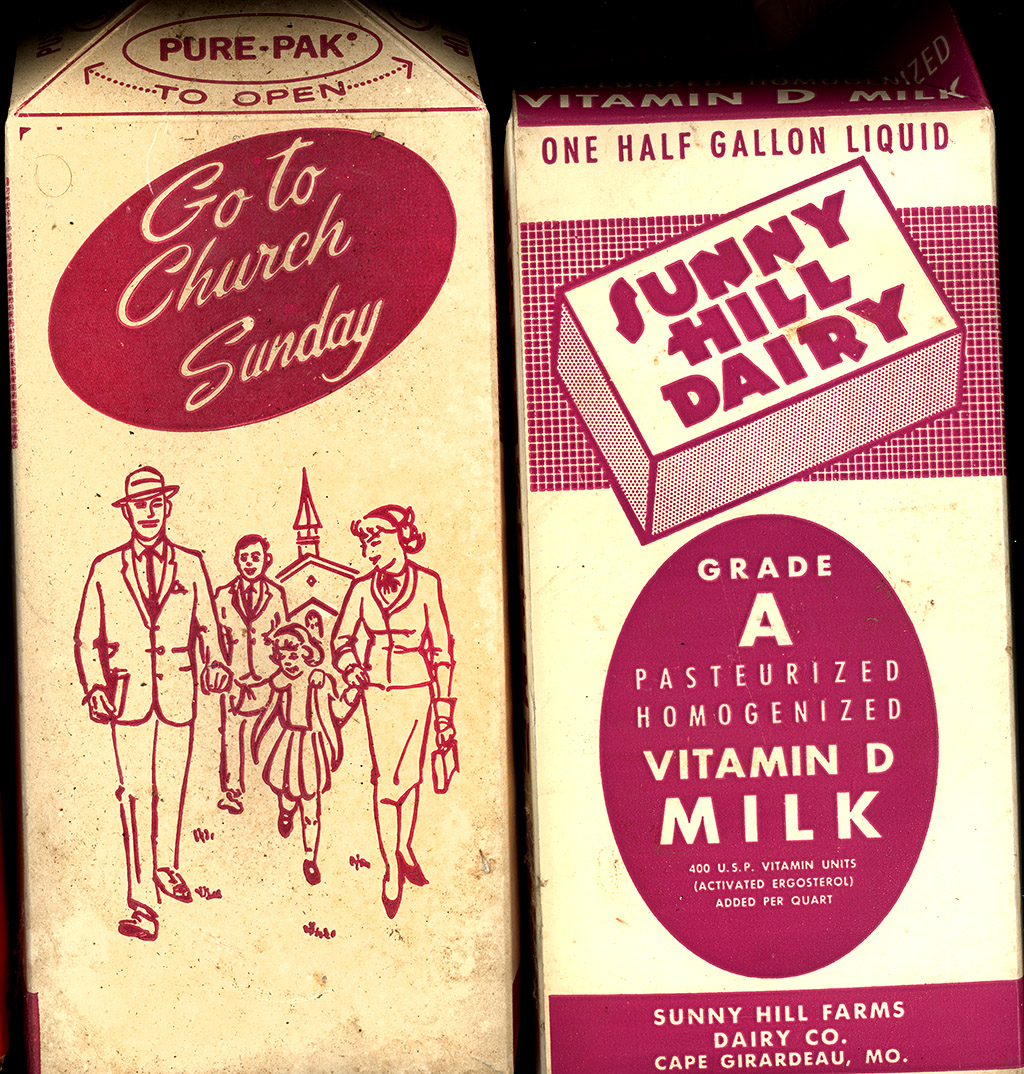 PURE-PAK
TO OPEN
UP
Go to
Church
Sunday
HOMOGENIZED
VITAMIN D MILK
ONE HALF GALLON LIQUID
SUNNY
HILL
DAIRY
GRADE
A
PASTEURIZED
HOMOGENIZED
VITAMIN D
MILK
400 U.S.P. VITAMIN UNITS
(ACTIVATED ERGOSTEROL)
ADDED PER QUART
SUNNY HILL FARMS
DAIRY CO.
CAPE GIRARDEAU, MO.